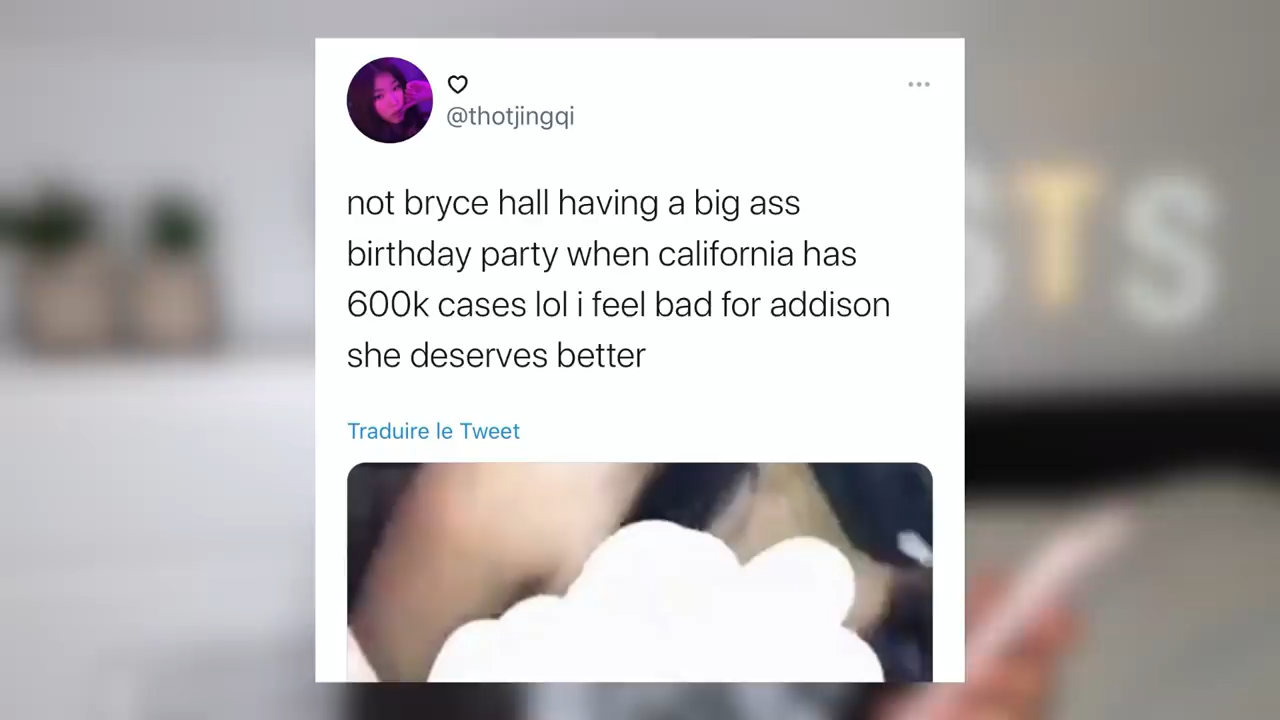 ♡
@thotjingqi
not bryce hall having a big ass
birthday party when california has
600k cases lol i feel bad for addison
she deserves better
Traduire le Tweet
STS